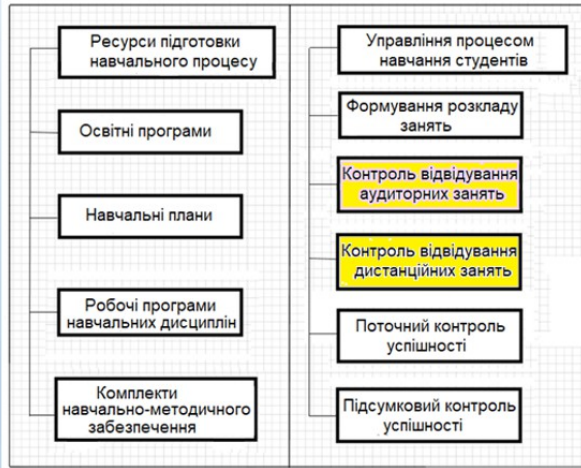 Ресурси підготовки
навчального процесу
Освітні програми
Навчальні плани
Робочі програми
навчальних дисциплін
Комплекти
навчально-методичного
забезпечення
Управління процесом
навчання студентів
Формування розкладу
занять
Контроль відвідування
аудиторних занять
Контроль відвідування
дистанційних занять
Поточний контроль
успішності
Підсумковий контроль
успішності